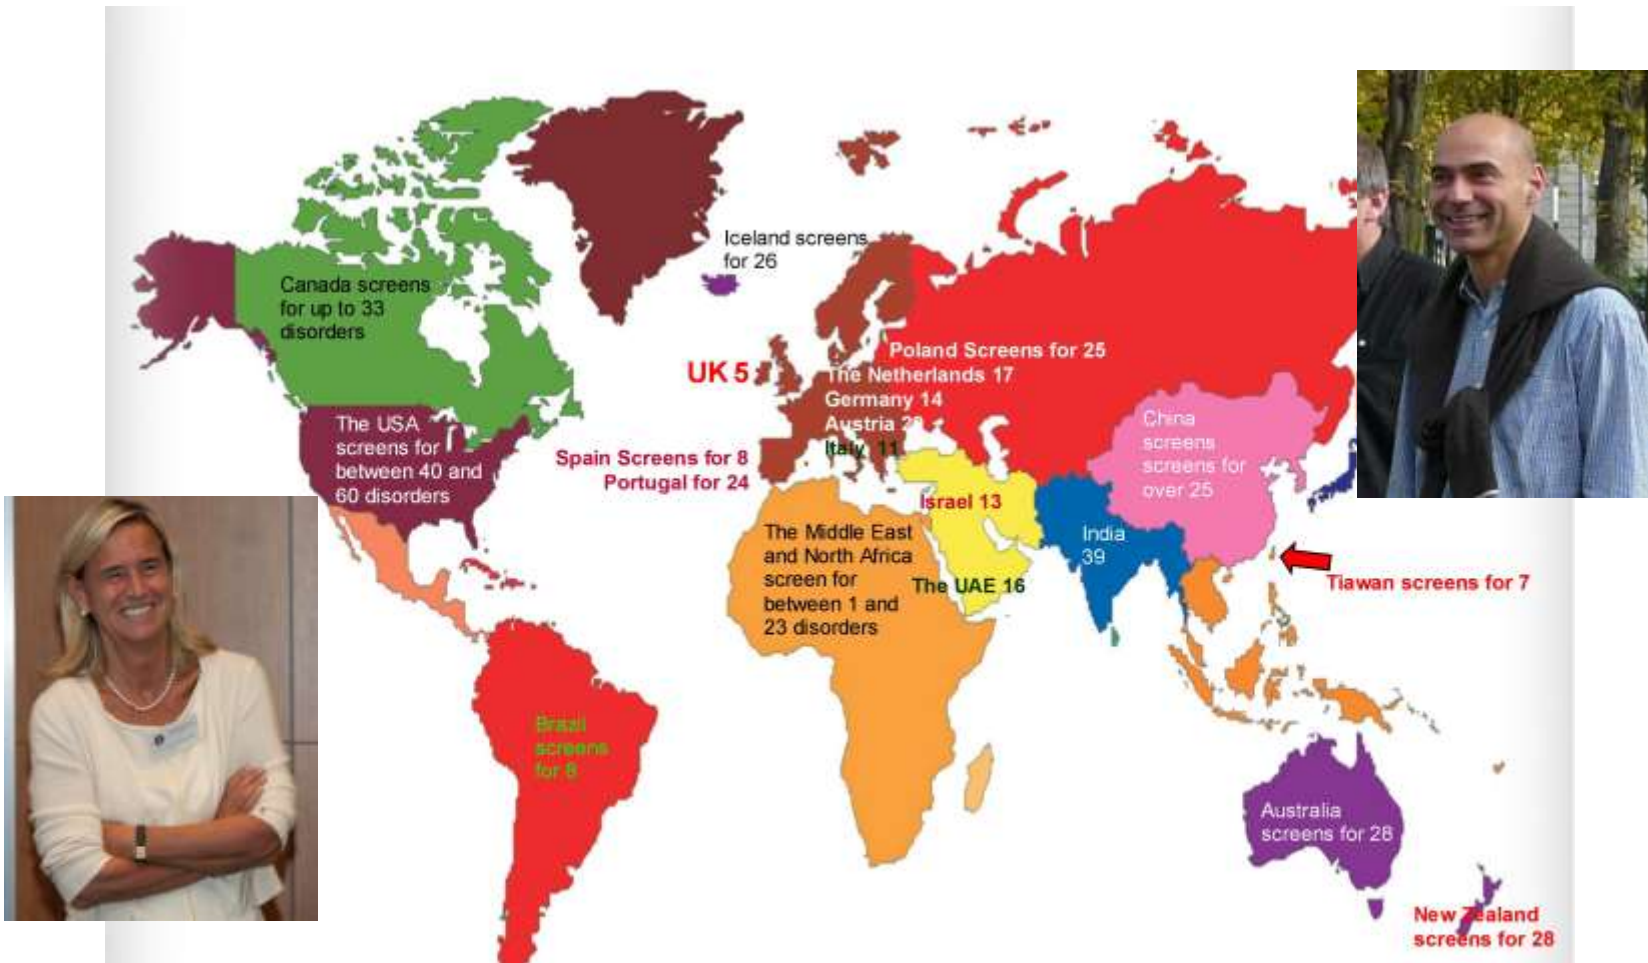 Iceland screens
for 26
Canada screens
for up to 33
disorders
Poland Screens for 25
UK 5
The Netherlands 17
Germany 14
Austria
Italy 11
The USA
screens for
between 40 and
60 disorders
Spain Screens for 8
Portugal for 24
China
screens
screens for
over 25
Israel 13
The Middle East
and North Africa
screen for
between 1 and
23 disorders
India
39
The UAE 16
Tiawan screens for 7
Brazil
screens
for 8
Australia
screens for 28
New Zealand
screens for 28